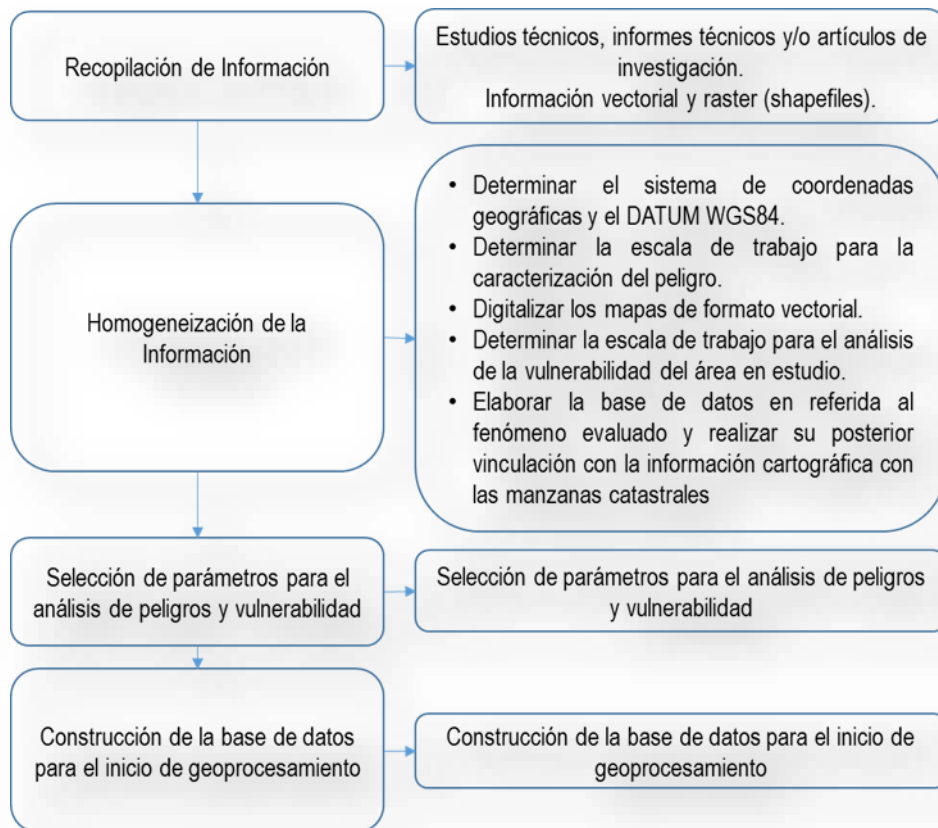 Recopilación de Información
Estudios técnicos, informes técnicos y/o artículos de
investigación.
Información vectorial y raster (shapefiles).
Homogeneización de la
Información
• Determinar el sistema de coordenadas
geográficas y el DATUM WGS84.
• Determinar la escala de trabajo para la
caracterización del peligro.
• Digitalizar los mapas de formato vectorial.
• Determinar la escala de trabajo para el análisis
de la vulnerabilidad del área en estudio.
• Elaborar la base de datos en referida al
fenómeno evaluado y realizar su posterior
vinculación con la información cartográfica con
las manzanas catastrales
Selección de parámetros para el
análisis de peligros y vulnerabilidad
Selección de parámetros para el análisis de peligros
y vulnerabilidad
Construcción de la base de datos
para el inicio de geoprocesamiento
Construcción de la base de datos para el inicio de
geoprocesamiento